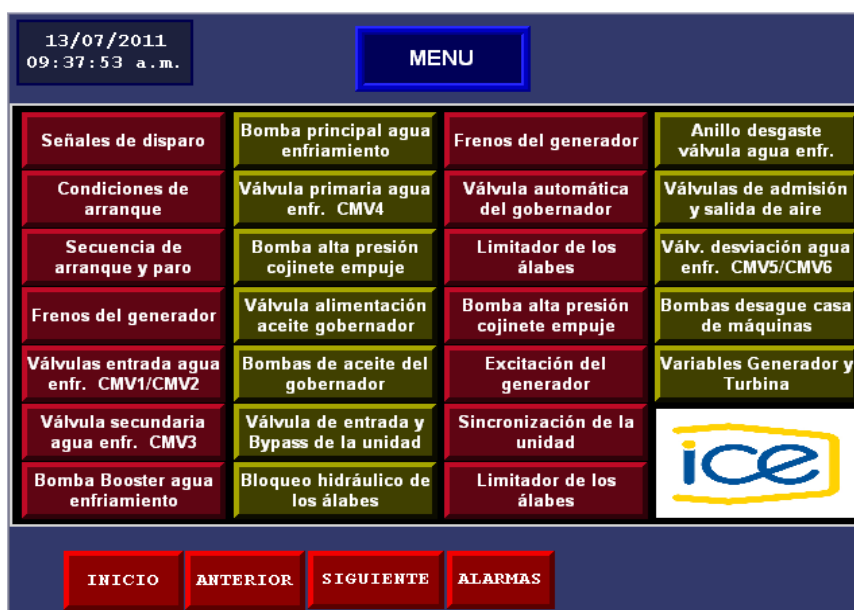 13/07/2011
09:37:53 a.m.
MENU
Señales de disparo
Bomba principal agua
enfriamiento
Frenos del generador
Anillo desgaste
válvula agua enfr.
Condiciones de
arranque
Válvula primaria agua
enfr. CMV4
Válvula automática
del gobernador
Válvulas de admisión
y salida de aire
Secuencia de
arranque y paro
Bomba alta presión
cojinete empuje
Limitador de los
álabes
Válv. desviación agua
enfr. CMV5/CMV6
Frenos del generador
Válvula alimentación
aceite gobernador
Bomba alta presión
cojinete empuje
Bombas desague casa
de máquinas
Válvulas entrada agua
enfr. CMV1/CMV2
Bombas de aceite del
gobernador
Excitación del
generador
Variables Generador y
Turbina
Válvula secundaria
agua enfr. CMV3
Válvula de entrada y
Bypass de la unidad
Sincronización de la
unidad
ice
Bomba Booster agua
enfriamiento
Bloqueo hidráulico de
los álabes
Limitador de los
álabes
INICIO
ANTERIOR
SIGUIENTE
ALARMAS